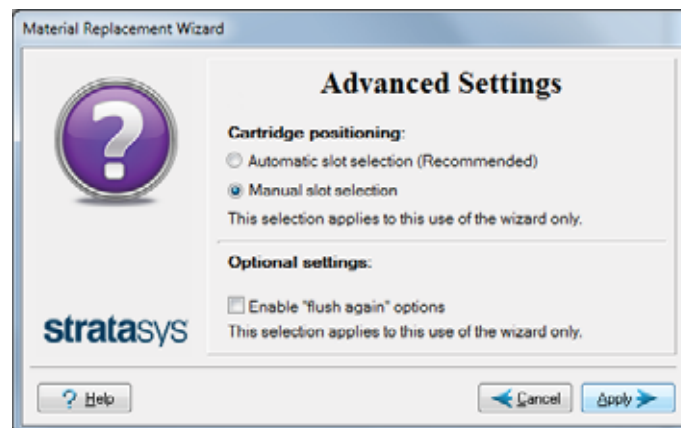 Material Replacement Wizard
Advanced Settings
Cartridge positioning:
Automatic slot selection (Recommended)
Manual slot selection
This selection applies to this use of the wizard only.
Optional settings:
Enable "flush again" options
This selection applies to this use of the wizard only.
stratasys
? Help
Cancel
Apply